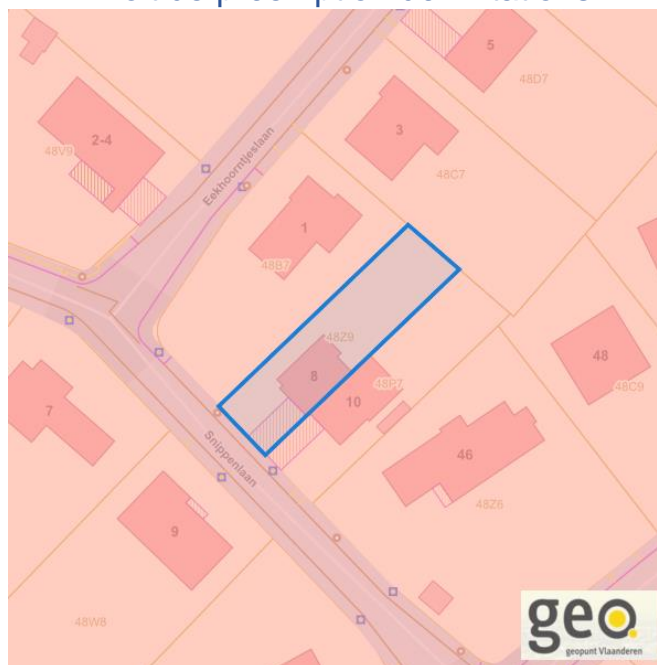 5
48D7
2-4
48V9
3
48C7
Eekhoorntjeslaan
1
48B7
48Z9
8
48P7
10
48
48C9
7
Snippenlaan
46
48Z6
9
48W8
geo
geopunt Vlaanderen